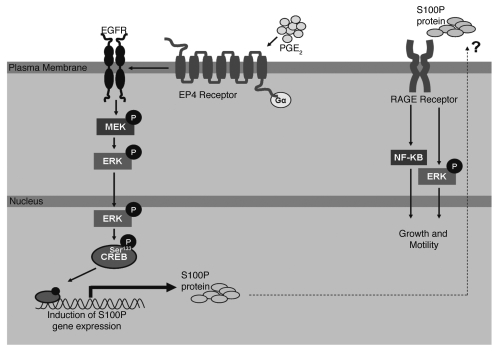 EGFR
PGE2
S100P
protein
?
Plasma Membrane
EP4 Receptor
Gα
RAGE Receptor
P
MEK
P
ERK
NF-KB
P
ERK
Nucleus
P
ERK
P
Ser133
CREB
Growth and
Motility
S100P
protein
Induction of S100P
gene expression